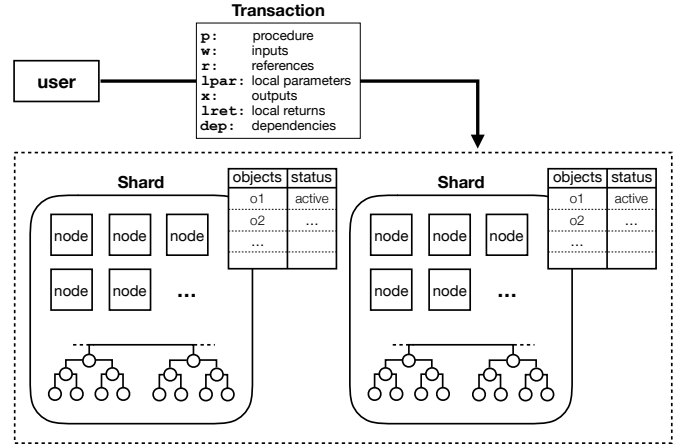 Transaction
p: procedure
w: inputs
r: references
lpar: local parameters
x: outputs
lret: local returns
dep: dependencies
user
Shard
objects status
o1 active
o2 ...
...
node node node
node node ...
Shard
objects status
o1 active
o2 ...
...
node node node
node node ...